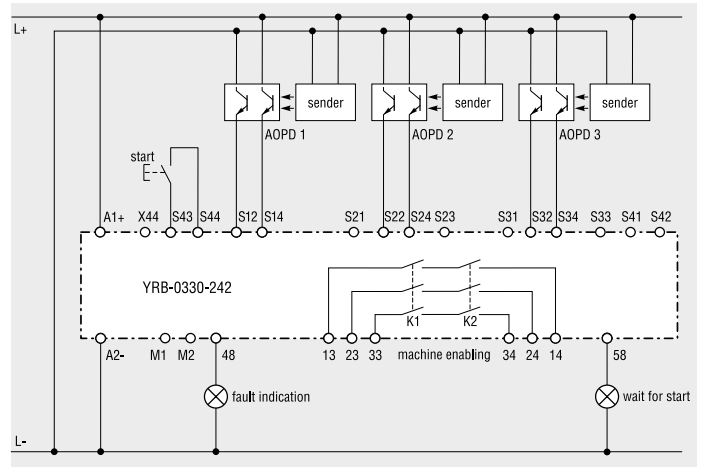 L+
sender
sender
sender
AOPD 1
AOPD 2
AOPD 3
start
A1+ X44 S43 S44 S12 S14 S21 S22 S24 S23 S31 S32 S34 S33 S41 S42
YRB-0330-242
K1 K2
A2- M1 M2 48 13 23 33 machine enabling 34 24 14 58
fault indication
wait for start
L-